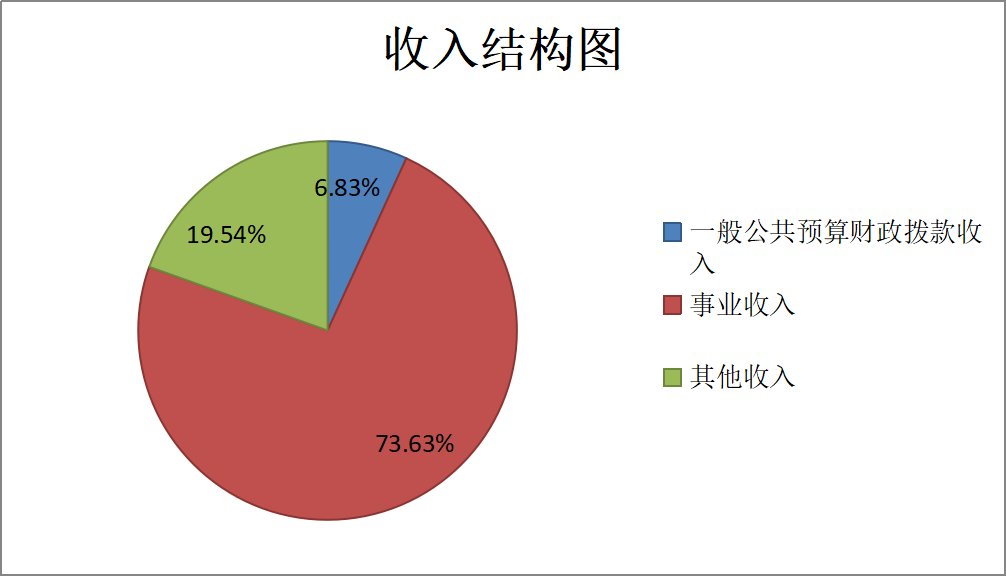 收入结构图
6.83%
19.54%
73.63%
一般公共预算财政拨款收
入
事业收入
其他收入